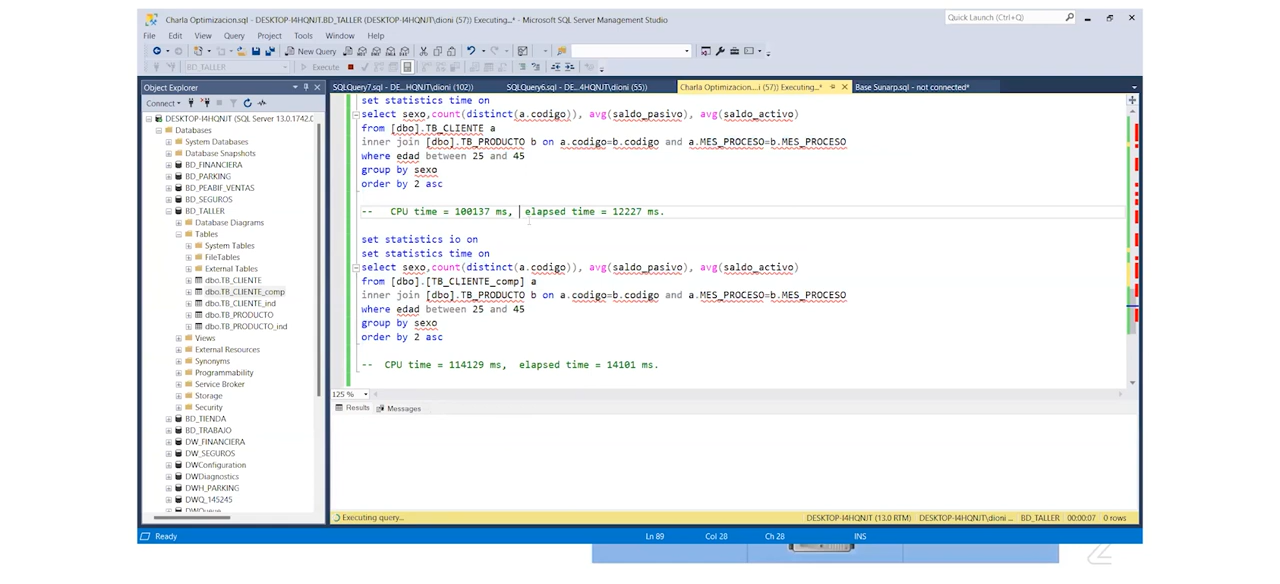 Charla Optimizacion.sql - DESKTOP-I4HQNJT.BD_TALLER (DESKTOP-I4HQNJT\dioni (57)) Executing...* - Microsoft SQL Server Management Studio
Quick Launch (Ctrl+Q)
File Edit View Query Project Tools Window Help
New Query
BD_TALLER Execute
Object Explorer
SQLQuery7.sql - DE...HQNJT\dioni (102))
SQLQuery6.sql - DE...4HQNJT\dioni (55))
Charla Optimizacion....i (57)) Executing...*
Base Sunarp.sql - not connected*
Connect
DESKTOP-I4HQNJT (SQL Server 13.0.1742.0
Databases
System Databases
Database Snapshots
BD_FINANCIERA
BD_PARKING
BD_PEABIF_VENTAS
BD_SEGUROS
BD_TALLER
Database Diagrams
Tables
System Tables
FileTables
External Tables
dbo.TB_CLIENTE
dbo.TB_CLIENTE_comp
dbo.TB_CLIENTE_ind
dbo.TB_PRODUCTO
dbo.TB_PRODUCTO_ind
Views
External Resources
Synonyms
Programmability
Service Broker
Storage
Security
BD_TIENDA
BD_TRABAJO
DW_FINANCIERA
DW_SEGUROS
DWConfiguration
DWDiagnostics
DWH_PARKING
DWQ_145245
DWQueue
set statistics time on
select sexo,count(distinct(a.codigo)), avg(saldo_pasivo), avg(saldo_activo)
from [dbo].TB_CLIENTE a
inner join [dbo].TB_PRODUCTO b on a.codigo=b.codigo and a.MES_PROCESO=b.MES_PROCESO
where edad between 25 and 45
group by sexo
order by 2 asc
-- CPU time = 100137 ms, elapsed time = 12227 ms.
set statistics io on
set statistics time on
select sexo,count(distinct(a.codigo)), avg(saldo_pasivo), avg(saldo_activo)
from [dbo].[TB_CLIENTE_comp] a
inner join [dbo].TB_PRODUCTO b on a.codigo=b.codigo and a.MES_PROCESO=b.MES_PROCESO
where edad between 25 and 45
group by sexo
order by 2 asc
-- CPU time = 114129 ms, elapsed time = 14101 ms.
125 %
Results Messages
Executing query...
DESKTOP-I4HQNJT (13.0 RTM) DESKTOP-I4HQNJT\dioni ... BD_TALLER 00:00:07 0 rows
Ready Ln 89 Col 28 Ch 28 INS